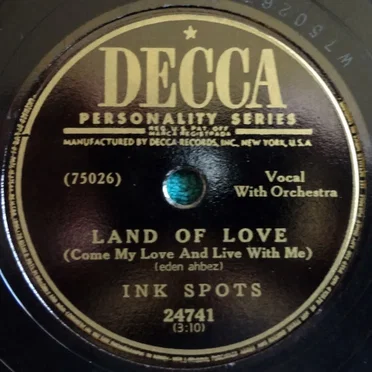 DECCA
PERSONALITY SERIES
REG. U.S. PAT. OFF.
MARCA REGISTRADA
MANUFACTURED BY DECCA RECORDS, INC., NEW YORK, U.S.A.
(75026)
Vocal
With Orchestra
LAND OF LOVE
(Come My Love And Live With Me)
(eden ahbez)
INK SPOTS
24741
(3:10)
W75026